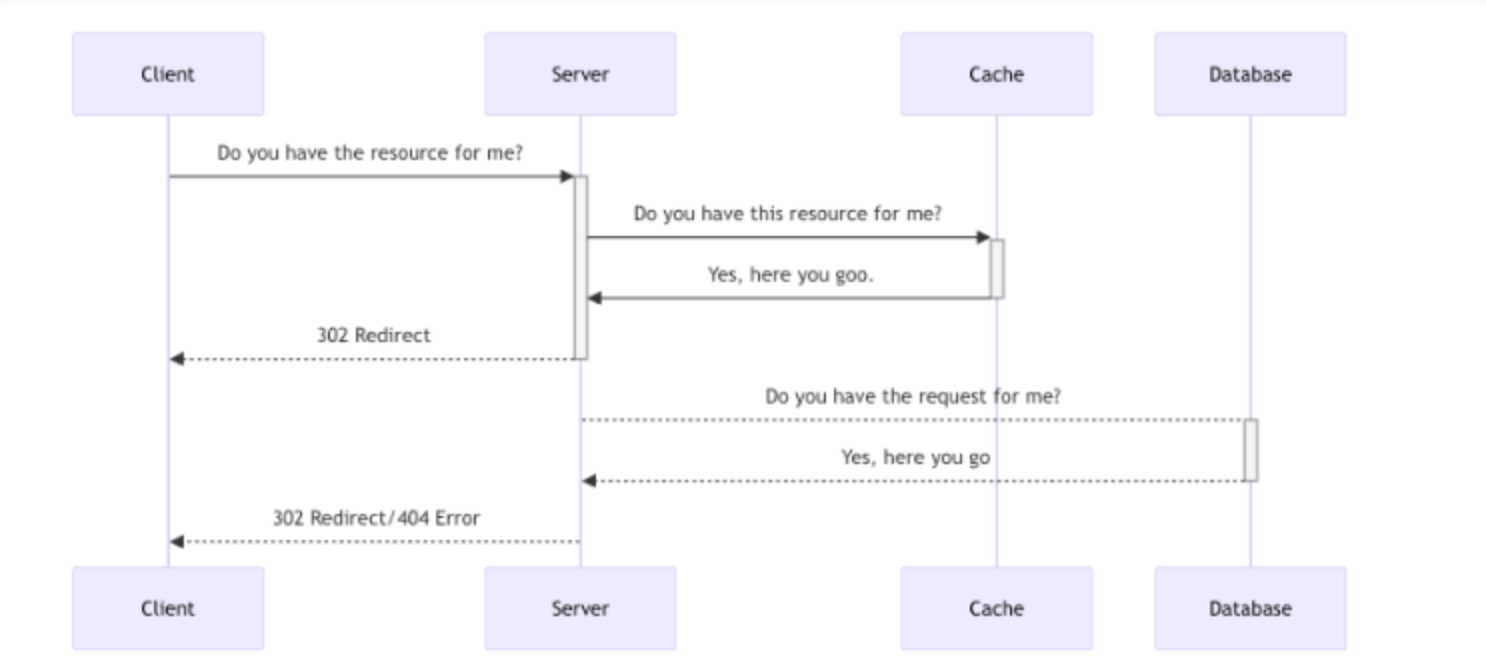 Client
Server
Cache
Database
Do you have the resource for me?
Do you have this resource for me?
Yes, here you goo.
302 Redirect
Do you have the request for me?
Yes, here you go
302 Redirect/404 Error
Client
Server
Cache
Database